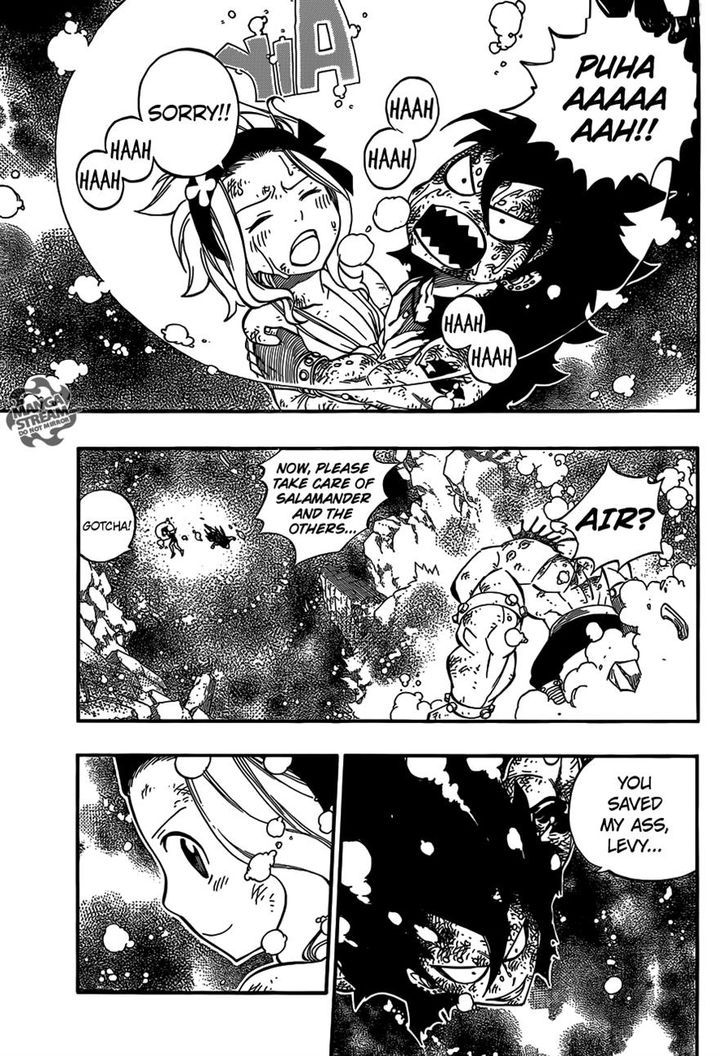 PUHA
AAAAA
AAH!!
AIR
HAAH
HAAH
SORRY!!
HAAH
HAAH
HAAH
HAAH
MANGA
STREAM
DO NOT MIRROR
AIR?
NOW, PLEASE
TAKE CARE OF
SALAMANDER
AND THE
OTHERS...
GOTCHA!
YOU
SAVED
MY ASS,
LEVY...